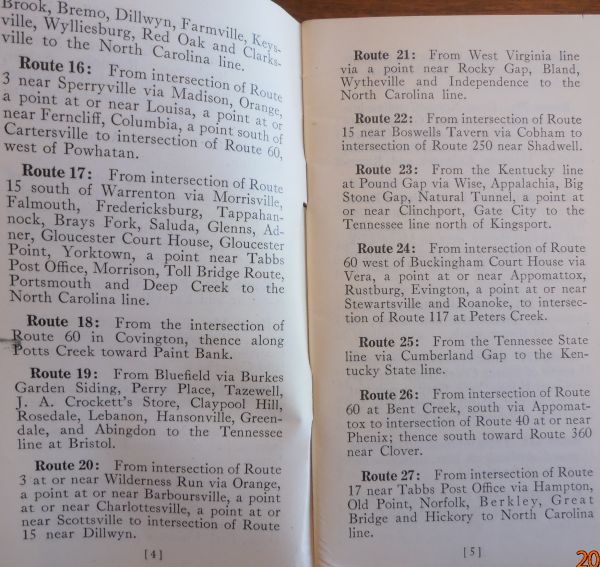 Brook, Bremo, Dillwyn, Farmville, Keys-
ville, Wylliesburg, Red Oak and Clarks-
ville to the North Carolina line.
Route 16: From intersection of Route
3 near Sperryville via Madison, Orange,
a point at or near Louisa, a point at or
near Ferncliff, Columbia, a point south of
Cartersville to intersection of Route 60,
west of Powhatan.
Route 17: From intersection of Route
15 south of Warrenton via Morrisville,
Falmouth, Fredericksburg, Tappahan-
nock, Brays Fork, Saluda, Glenns, Ad-
ner, Gloucester Court House, Gloucester
Point, Yorktown, a point near Tabbs
Post Office, Morrison, Toll Bridge Route,
Portsmouth and Deep Creek to the
North Carolina line.
Route 18: From the intersection of
Route 60 in Covington, thence along
Potts Creek toward Paint Bank.
Route 19: From Bluefield via Burkes
Garden Siding, Perry Place, Tazewell,
J. A. Crockett's Store, Claypool Hill,
Rosedale, Lebanon, Hansonville, Green-
dale, and Abingdon to the Tennessee
line at Bristol.
Route 20: From intersection of Route
3 at or near Wilderness Run via Orange,
a point at or near Barboursville, a point
at or near Charlottesville, a point at or
near Scottsville to intersection of Route
15 near Dillwyn.
[4]
Route 21: From West Virginia line
via a point near Rocky Gap, Bland,
Wytheville and Independence to the
North Carolina line.
Route 22: From intersection of Route
15 near Boswells Tavern via Cobham to
intersection of Route 250 near Shadwell.
Route 23: From the Kentucky line
at Pound Gap via Wise, Appalachia, Big
Stone Gap, Natural Tunnel, a point at
or near Clinchport, Gate City to the
Tennessee line north of Kingsport.
Route 24: From intersection of Route
60 west of Buckingham Court House via
Vera, a point at or near Appomattox,
Rustburg, Evington, a point at or near
Stewartsville and Roanoke, to intersec-
tion of Route 117 at Peters Creek.
Route 25: From the Tennessee State
line via Cumberland Gap to the Ken-
tucky State line.
Route 26: From intersection of Route
60 at Bent Creek, south via Appomat-
tox to intersection of Route 40 at or near
Phenix; thence south toward Route 360
near Clover.
Route 27: From intersection of Route
17 near Tabbs Post Office via Hampton,
Old Point, Norfolk, Berkley, Great
Bridge and Hickory to North Carolina
line.
[5]
20